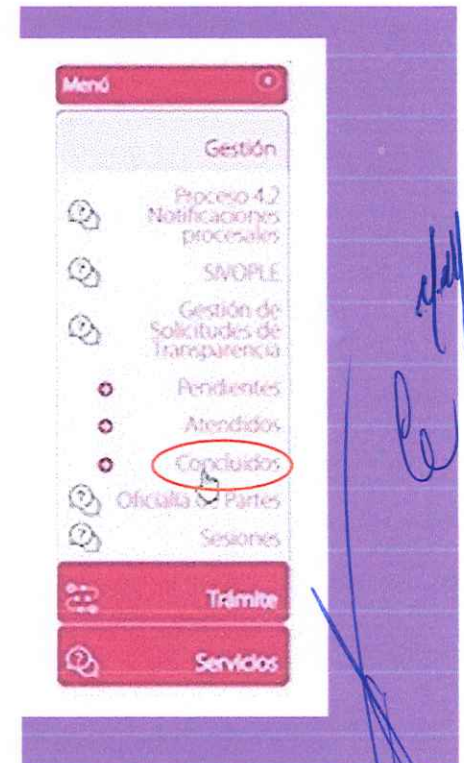 Menú
Gestión
Proceso 4.2
Notificaciones
procesales
SIVOPLE
Gestión de
Solicitudes de
Transparencia
Pendientes
Atendidos
Concluidos
Oficialía de Partes
Sesiones
Trámite
Servicios